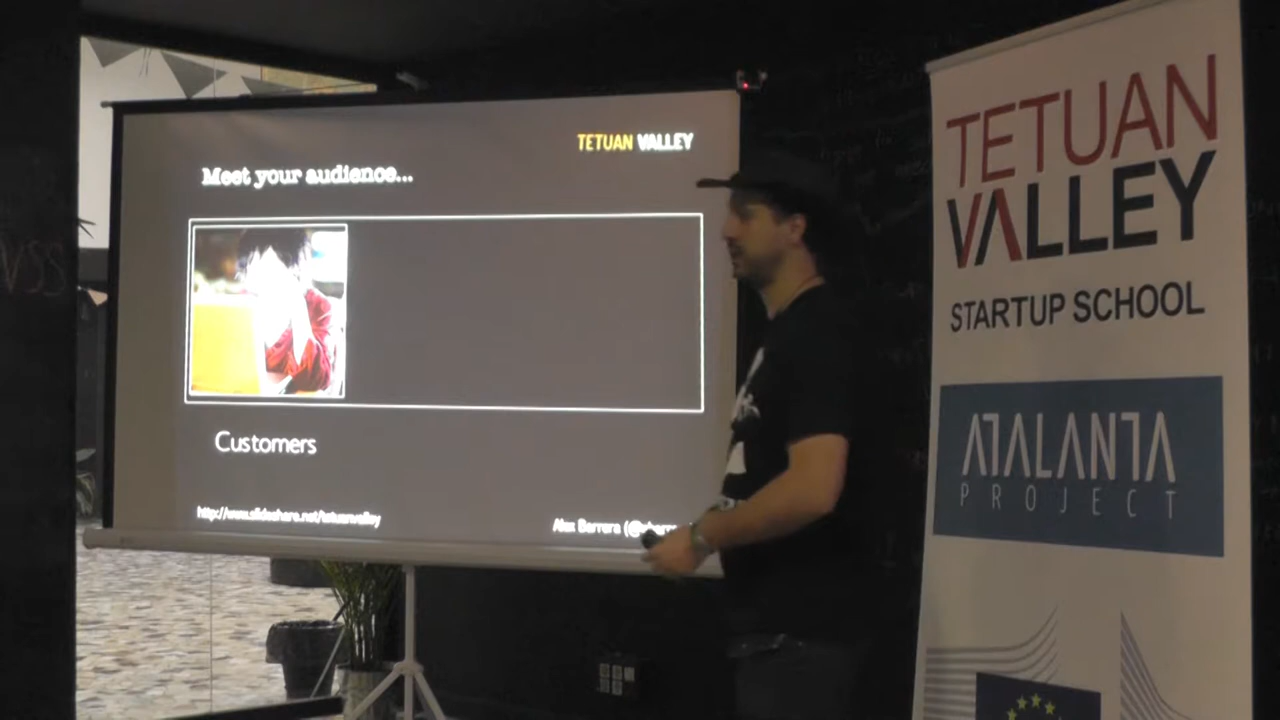 TETUAN VALLEY
Meet your audience...
Customers
http://www.slideshare.net/tetuanvalley
Alex Barrera
TETUAN
VALLEY
STARTUP SCHOOL
ATALANTA
PROJECT
VSS